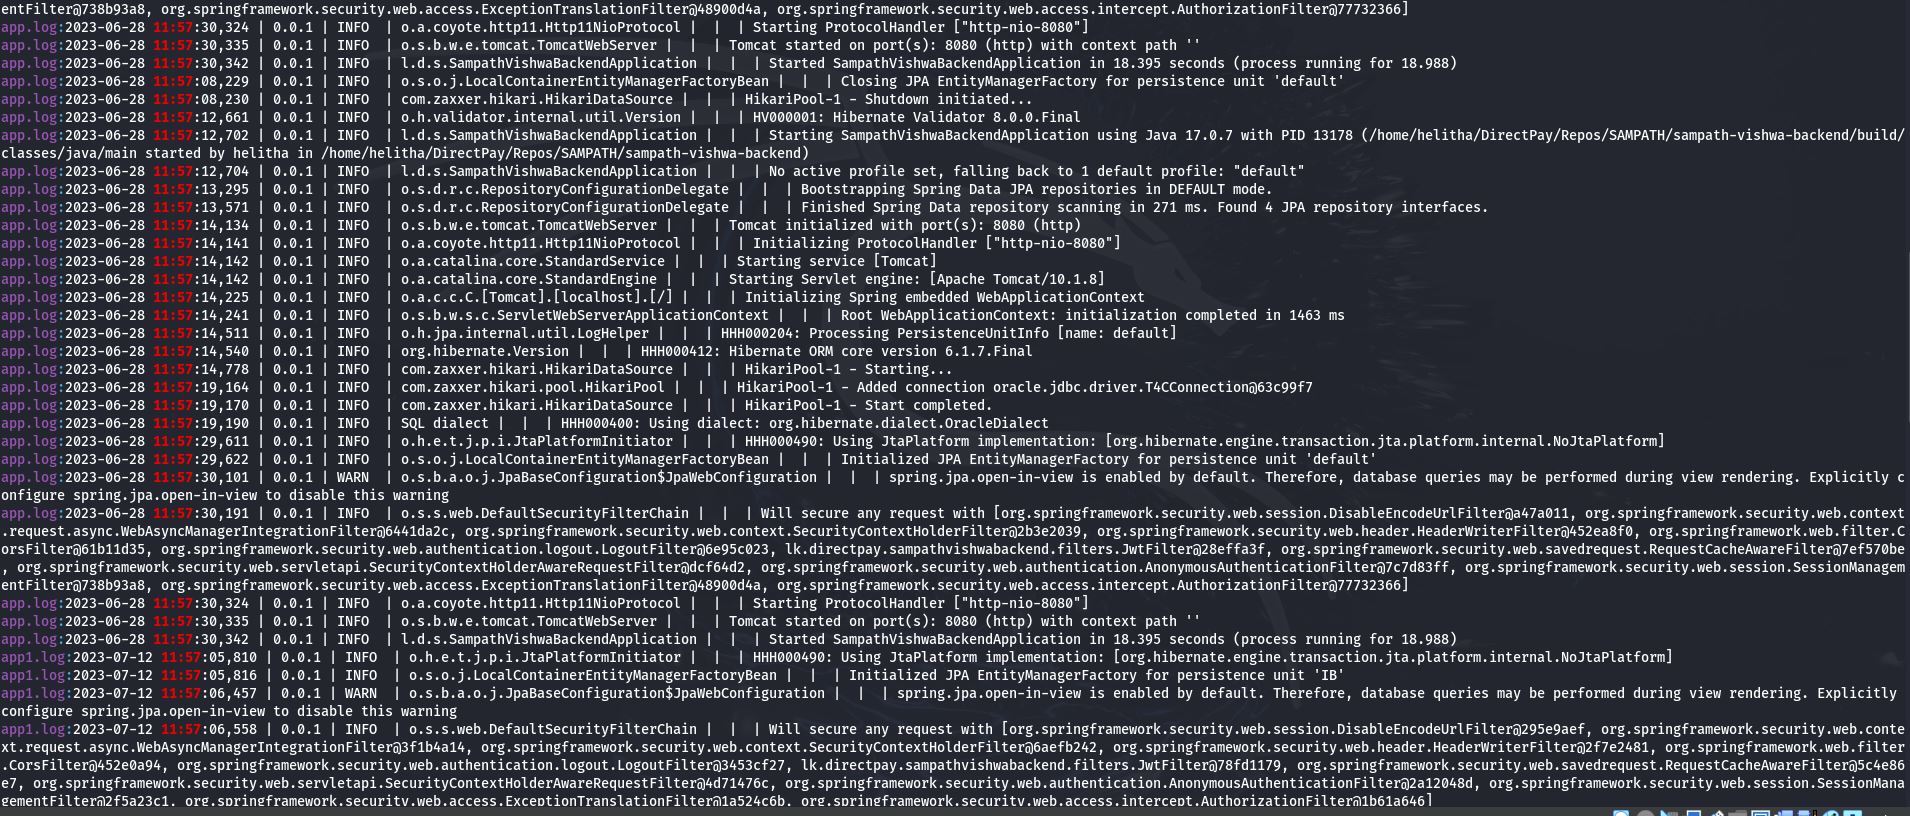 entFilter@738b93a8, org.springframework.security.web.access.ExceptionTranslationFilter@48900d4a, org.springframework.security.web.access.intercept.AuthorizationFilter@77732366]
app.log:2023-06-28 11:57:30,324 | 0.0.1 | INFO  | o.a.coyote.http11.Http11NioProtocol |  |  | Starting ProtocolHandler ["http-nio-8080"]
app.log:2023-06-28 11:57:30,335 | 0.0.1 | INFO  | o.s.b.w.e.tomcat.TomcatWebServer |  |  | Tomcat started on port(s): 8080 (http) with context path ''
app.log:2023-06-28 11:57:30,342 | 0.0.1 | INFO  | l.d.s.SampathVishwaBackendApplication |  |  | Started SampathVishwaBackendApplication in 18.395 seconds (process running for 18.988)
app.log:2023-06-28 11:57:08,229 | 0.0.1 | INFO  | o.s.o.j.LocalContainerEntityManagerFactoryBean |  |  | Closing JPA EntityManagerFactory for persistence unit 'default'
app.log:2023-06-28 11:57:08,230 | 0.0.1 | INFO  | com.zaxxer.hikari.HikariDataSource |  |  | HikariPool-1 - Shutdown initiated...
app.log:2023-06-28 11:57:12,661 | 0.0.1 | INFO  | o.h.validator.internal.util.Version |  |  | HV000001: Hibernate Validator 8.0.0.Final
app.log:2023-06-28 11:57:12,702 | 0.0.1 | INFO  | l.d.s.SampathVishwaBackendApplication |  |  | Starting SampathVishwaBackendApplication using Java 17.0.7 with PID 13178 (/home/helitha/DirectPay/Repos/SAMPATH/sampath-vishwa-backend/build/
classes/java/main started by helitha in /home/helitha/DirectPay/Repos/SAMPATH/sampath-vishwa-backend)
app.log:2023-06-28 11:57:12,704 | 0.0.1 | INFO  | l.d.s.SampathVishwaBackendApplication |  |  | No active profile set, falling back to 1 default profile: "default"
app.log:2023-06-28 11:57:13,295 | 0.0.1 | INFO  | o.s.d.r.c.RepositoryConfigurationDelegate |  |  | Bootstrapping Spring Data JPA repositories in DEFAULT mode.
app.log:2023-06-28 11:57:13,571 | 0.0.1 | INFO  | o.s.d.r.c.RepositoryConfigurationDelegate |  |  | Finished Spring Data repository scanning in 271 ms. Found 4 JPA repository interfaces.
app.log:2023-06-28 11:57:14,134 | 0.0.1 | INFO  | o.s.b.w.e.tomcat.TomcatWebServer |  |  | Tomcat initialized with port(s): 8080 (http)
app.log:2023-06-28 11:57:14,141 | 0.0.1 | INFO  | o.a.coyote.http11.Http11NioProtocol |  |  | Initializing ProtocolHandler ["http-nio-8080"]
app.log:2023-06-28 11:57:14,142 | 0.0.1 | INFO  | o.a.catalina.core.StandardService |  |  | Starting service [Tomcat]
app.log:2023-06-28 11:57:14,142 | 0.0.1 | INFO  | o.a.catalina.core.StandardEngine |  |  | Starting Servlet engine: [Apache Tomcat/10.1.8]
app.log:2023-06-28 11:57:14,225 | 0.0.1 | INFO  | o.a.c.c.C.[Tomcat].[localhost].[/] |  |  | Initializing Spring embedded WebApplicationContext
app.log:2023-06-28 11:57:14,241 | 0.0.1 | INFO  | o.s.b.w.s.c.ServletWebServerApplicationContext |  |  | Root WebApplicationContext: initialization completed in 1463 ms
app.log:2023-06-28 11:57:14,511 | 0.0.1 | INFO  | o.h.jpa.internal.util.LogHelper |  |  | HHH000204: Processing PersistenceUnitInfo [name: default]
app.log:2023-06-28 11:57:14,540 | 0.0.1 | INFO  | org.hibernate.Version |  |  | HHH000412: Hibernate ORM core version 6.1.7.Final
app.log:2023-06-28 11:57:14,778 | 0.0.1 | INFO  | com.zaxxer.hikari.HikariDataSource |  |  | HikariPool-1 - Starting...
app.log:2023-06-28 11:57:19,164 | 0.0.1 | INFO  | com.zaxxer.hikari.pool.HikariPool |  |  | HikariPool-1 - Added connection oracle.jdbc.driver.T4CConnection@63c99f7
app.log:2023-06-28 11:57:19,170 | 0.0.1 | INFO  | com.zaxxer.hikari.HikariDataSource |  |  | HikariPool-1 - Start completed.
app.log:2023-06-28 11:57:19,190 | 0.0.1 | INFO  | SQL dialect |  |  | HHH000400: Using dialect: org.hibernate.dialect.OracleDialect
app.log:2023-06-28 11:57:29,611 | 0.0.1 | INFO  | o.h.e.t.j.p.i.JtaPlatformInitiator |  |  | HHH000490: Using JtaPlatform implementation: [org.hibernate.engine.transaction.jta.platform.internal.NoJtaPlatform]
app.log:2023-06-28 11:57:29,622 | 0.0.1 | INFO  | o.s.o.j.LocalContainerEntityManagerFactoryBean |  |  | Initialized JPA EntityManagerFactory for persistence unit 'default'
app.log:2023-06-28 11:57:30,101 | 0.0.1 | WARN  | o.s.b.a.o.j.JpaBaseConfiguration$JpaWebConfiguration |  |  | spring.jpa.open-in-view is enabled by default. Therefore, database queries may be performed during view rendering. Explicitly c
onfigure spring.jpa.open-in-view to disable this warning
app.log:2023-06-28 11:57:30,191 | 0.0.1 | INFO  | o.s.s.web.DefaultSecurityFilterChain |  |  | Will secure any request with [org.springframework.security.web.session.DisableEncodeUrlFilter@a47a011, org.springframework.security.web.context
.request.async.WebAsyncManagerIntegrationFilter@6441da2c, org.springframework.security.web.context.SecurityContextHolderFilter@2b3e2039, org.springframework.security.web.header.HeaderWriterFilter@452ea8f0, org.springframework.web.filter.C
orsFilter@61b11d35, org.springframework.security.web.authentication.logout.LogoutFilter@6e95c023, lk.directpay.sampathvishwabackend.filters.JwtFilter@28effa3f, org.springframework.security.web.savedrequest.RequestCacheAwareFilter@7ef570be
, org.springframework.security.web.servletapi.SecurityContextHolderAwareRequestFilter@dcf64d2, org.springframework.security.web.authentication.AnonymousAuthenticationFilter@7c7d83ff, org.springframework.security.web.session.SessionManagem
entFilter@738b93a8, org.springframework.security.web.access.ExceptionTranslationFilter@48900d4a, org.springframework.security.web.access.intercept.AuthorizationFilter@77732366]
app.log:2023-06-28 11:57:30,324 | 0.0.1 | INFO  | o.a.coyote.http11.Http11NioProtocol |  |  | Starting ProtocolHandler ["http-nio-8080"]
app.log:2023-06-28 11:57:30,335 | 0.0.1 | INFO  | o.s.b.w.e.tomcat.TomcatWebServer |  |  | Tomcat started on port(s): 8080 (http) with context path ''
app.log:2023-06-28 11:57:30,342 | 0.0.1 | INFO  | l.d.s.SampathVishwaBackendApplication |  |  | Started SampathVishwaBackendApplication in 18.395 seconds (process running for 18.988)
app1.log:2023-07-12 11:57:05,810 | 0.0.1 | INFO  | o.h.e.t.j.p.i.JtaPlatformInitiator |  |  | HHH000490: Using JtaPlatform implementation: [org.hibernate.engine.transaction.jta.platform.internal.NoJtaPlatform]
app1.log:2023-07-12 11:57:05,816 | 0.0.1 | INFO  | o.s.o.j.LocalContainerEntityManagerFactoryBean |  |  | Initialized JPA EntityManagerFactory for persistence unit 'IB'
app1.log:2023-07-12 11:57:06,457 | 0.0.1 | WARN  | o.s.b.a.o.j.JpaBaseConfiguration$JpaWebConfiguration |  |  | spring.jpa.open-in-view is enabled by default. Therefore, database queries may be performed during view rendering. Explicitly
configure spring.jpa.open-in-view to disable this warning
app1.log:2023-07-12 11:57:06,558 | 0.0.1 | INFO  | o.s.s.web.DefaultSecurityFilterChain |  |  | Will secure any request with [org.springframework.security.web.session.DisableEncodeUrlFilter@295e9aef, org.springframework.security.web.conte
xt.request.async.WebAsyncManagerIntegrationFilter@3f1b4a14, org.springframework.security.web.context.SecurityContextHolderFilter@6aefb242, org.springframework.security.web.header.HeaderWriterFilter@2f7e2481, org.springframework.web.filter
.CorsFilter@452e0a94, org.springframework.security.web.authentication.logout.LogoutFilter@3453cf27, lk.directpay.sampathvishwabackend.filters.JwtFilter@78fd1179, org.springframework.security.web.savedrequest.RequestCacheAwareFilter@5c4e86
e7, org.springframework.security.web.servletapi.SecurityContextHolderAwareRequestFilter@4d71476c, org.springframework.security.web.authentication.AnonymousAuthenticationFilter@2a12048d, org.springframework.security.web.session.SessionMana
gementFilter@2f5a23c1, org.springframework.security.web.access.ExceptionTranslationFilter@1a524c6b, org.springframework.security.web.access.intercept.AuthorizationFilter@1b61a646]